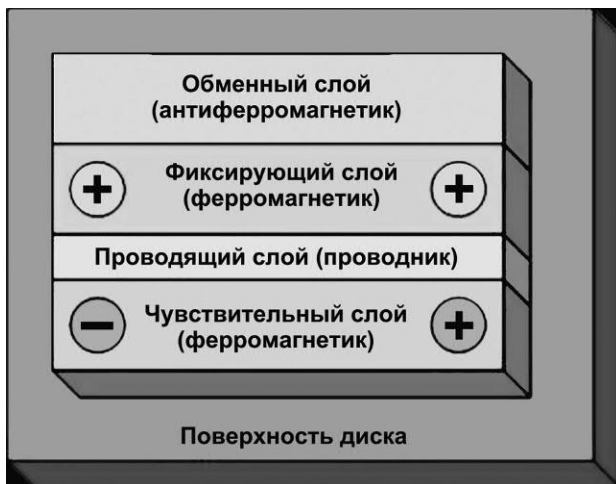 Обменный слой
(антиферромагнетик)
Фиксирующий слой
(ферромагнетик)
Проводящий слой (проводник)
Чувствительный слой
(ферромагнетик)
Поверхность диска